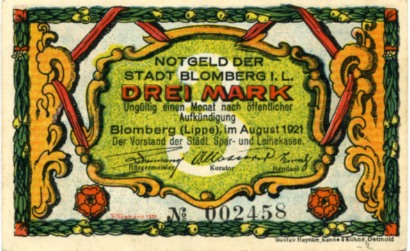 NOTGELD DER
STADT BLOMBERG I. L.
DREI MARK
Ungültig einen Monat nach öffentlicher
Aufkündigung
Blomberg (Lippe), im August 1921
Der Vorstand der Städt. Spar- und Leihekasse.
Bürgermeister Kurator Rendant
№ 002458
Gustav Heynke, Kanne & Kühne, Detmold